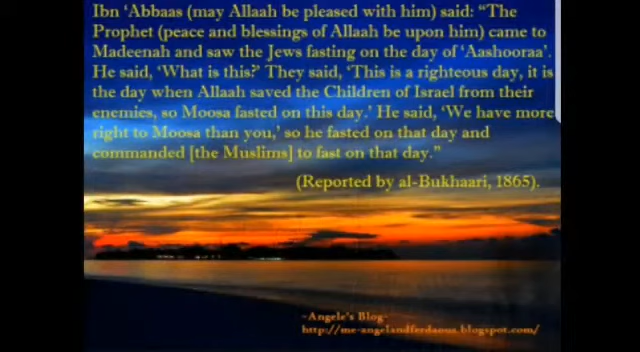 Ibn ‘Abbaas (may Allaah be pleased with him) said: “The
Prophet (peace and blessings of Allaah be upon him) came to
Madeenah and saw the Jews fasting on the day of ‘Aashooraa’.
He said, ‘What is this?’ They said, ‘This is a righteous day, it is
the day when Allaah saved the Children of Israel from their
enemies, so Moosa fasted on this day.’ He said, ‘We have more
right to Moosa than you,’ so he fasted on that day and
commanded [the Muslims] to fast on that day.”
(Reported by al-Bukhaari, 1865).
~Angele's Blog~
http://me-angelandferdaous.blogspot.com/